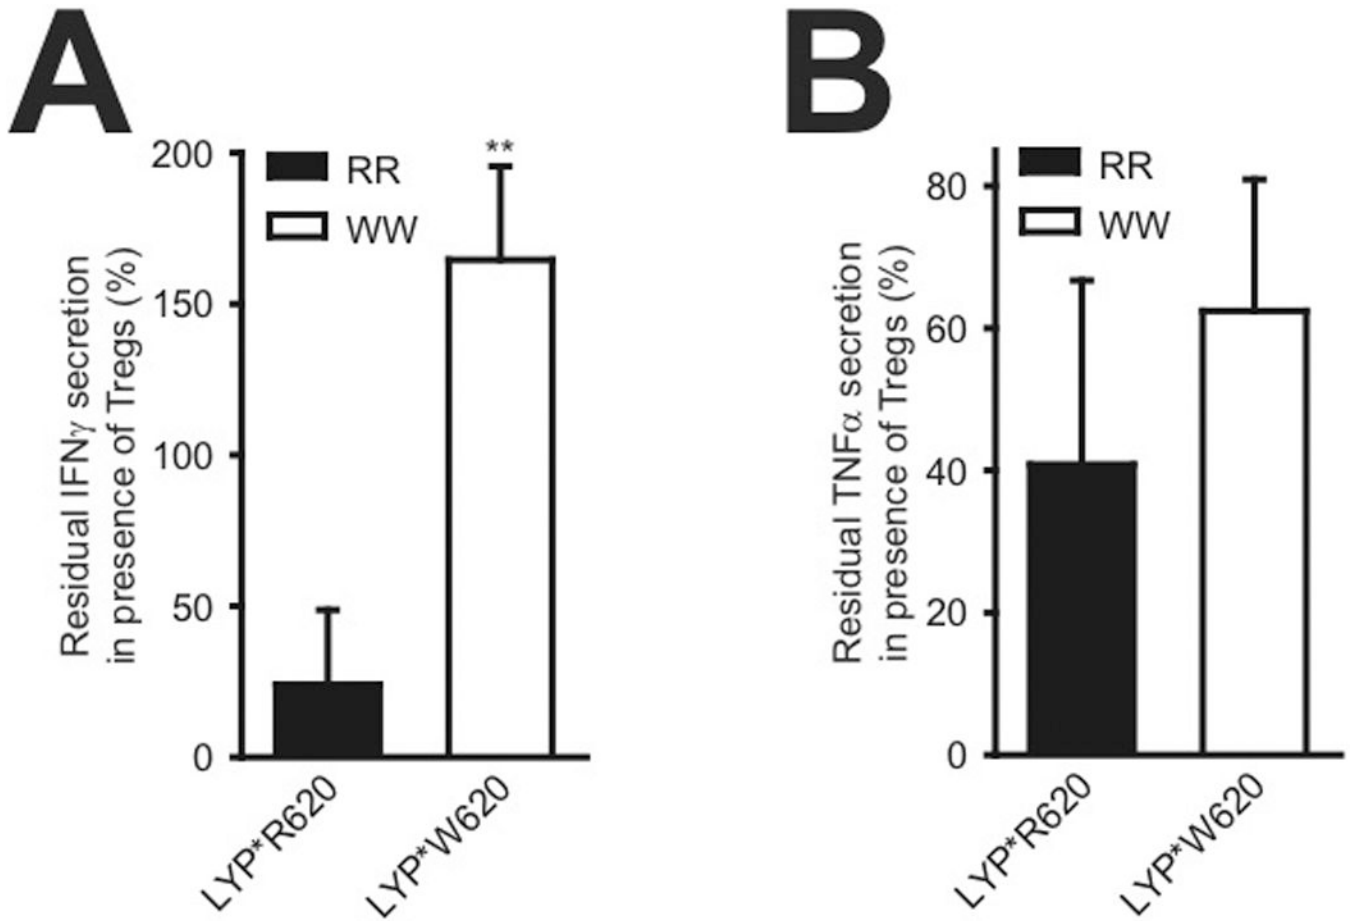 A
200
150
100
50
0
Residual IFNγ secretion
in presence of Tregs (%)
RR
WW
**
LYP*R620
LYP*W620
B
80
60
40
20
0
Residual TNFα secretion
in presence of Tregs (%)
RR
WW
LYP*R620
LYP*W620